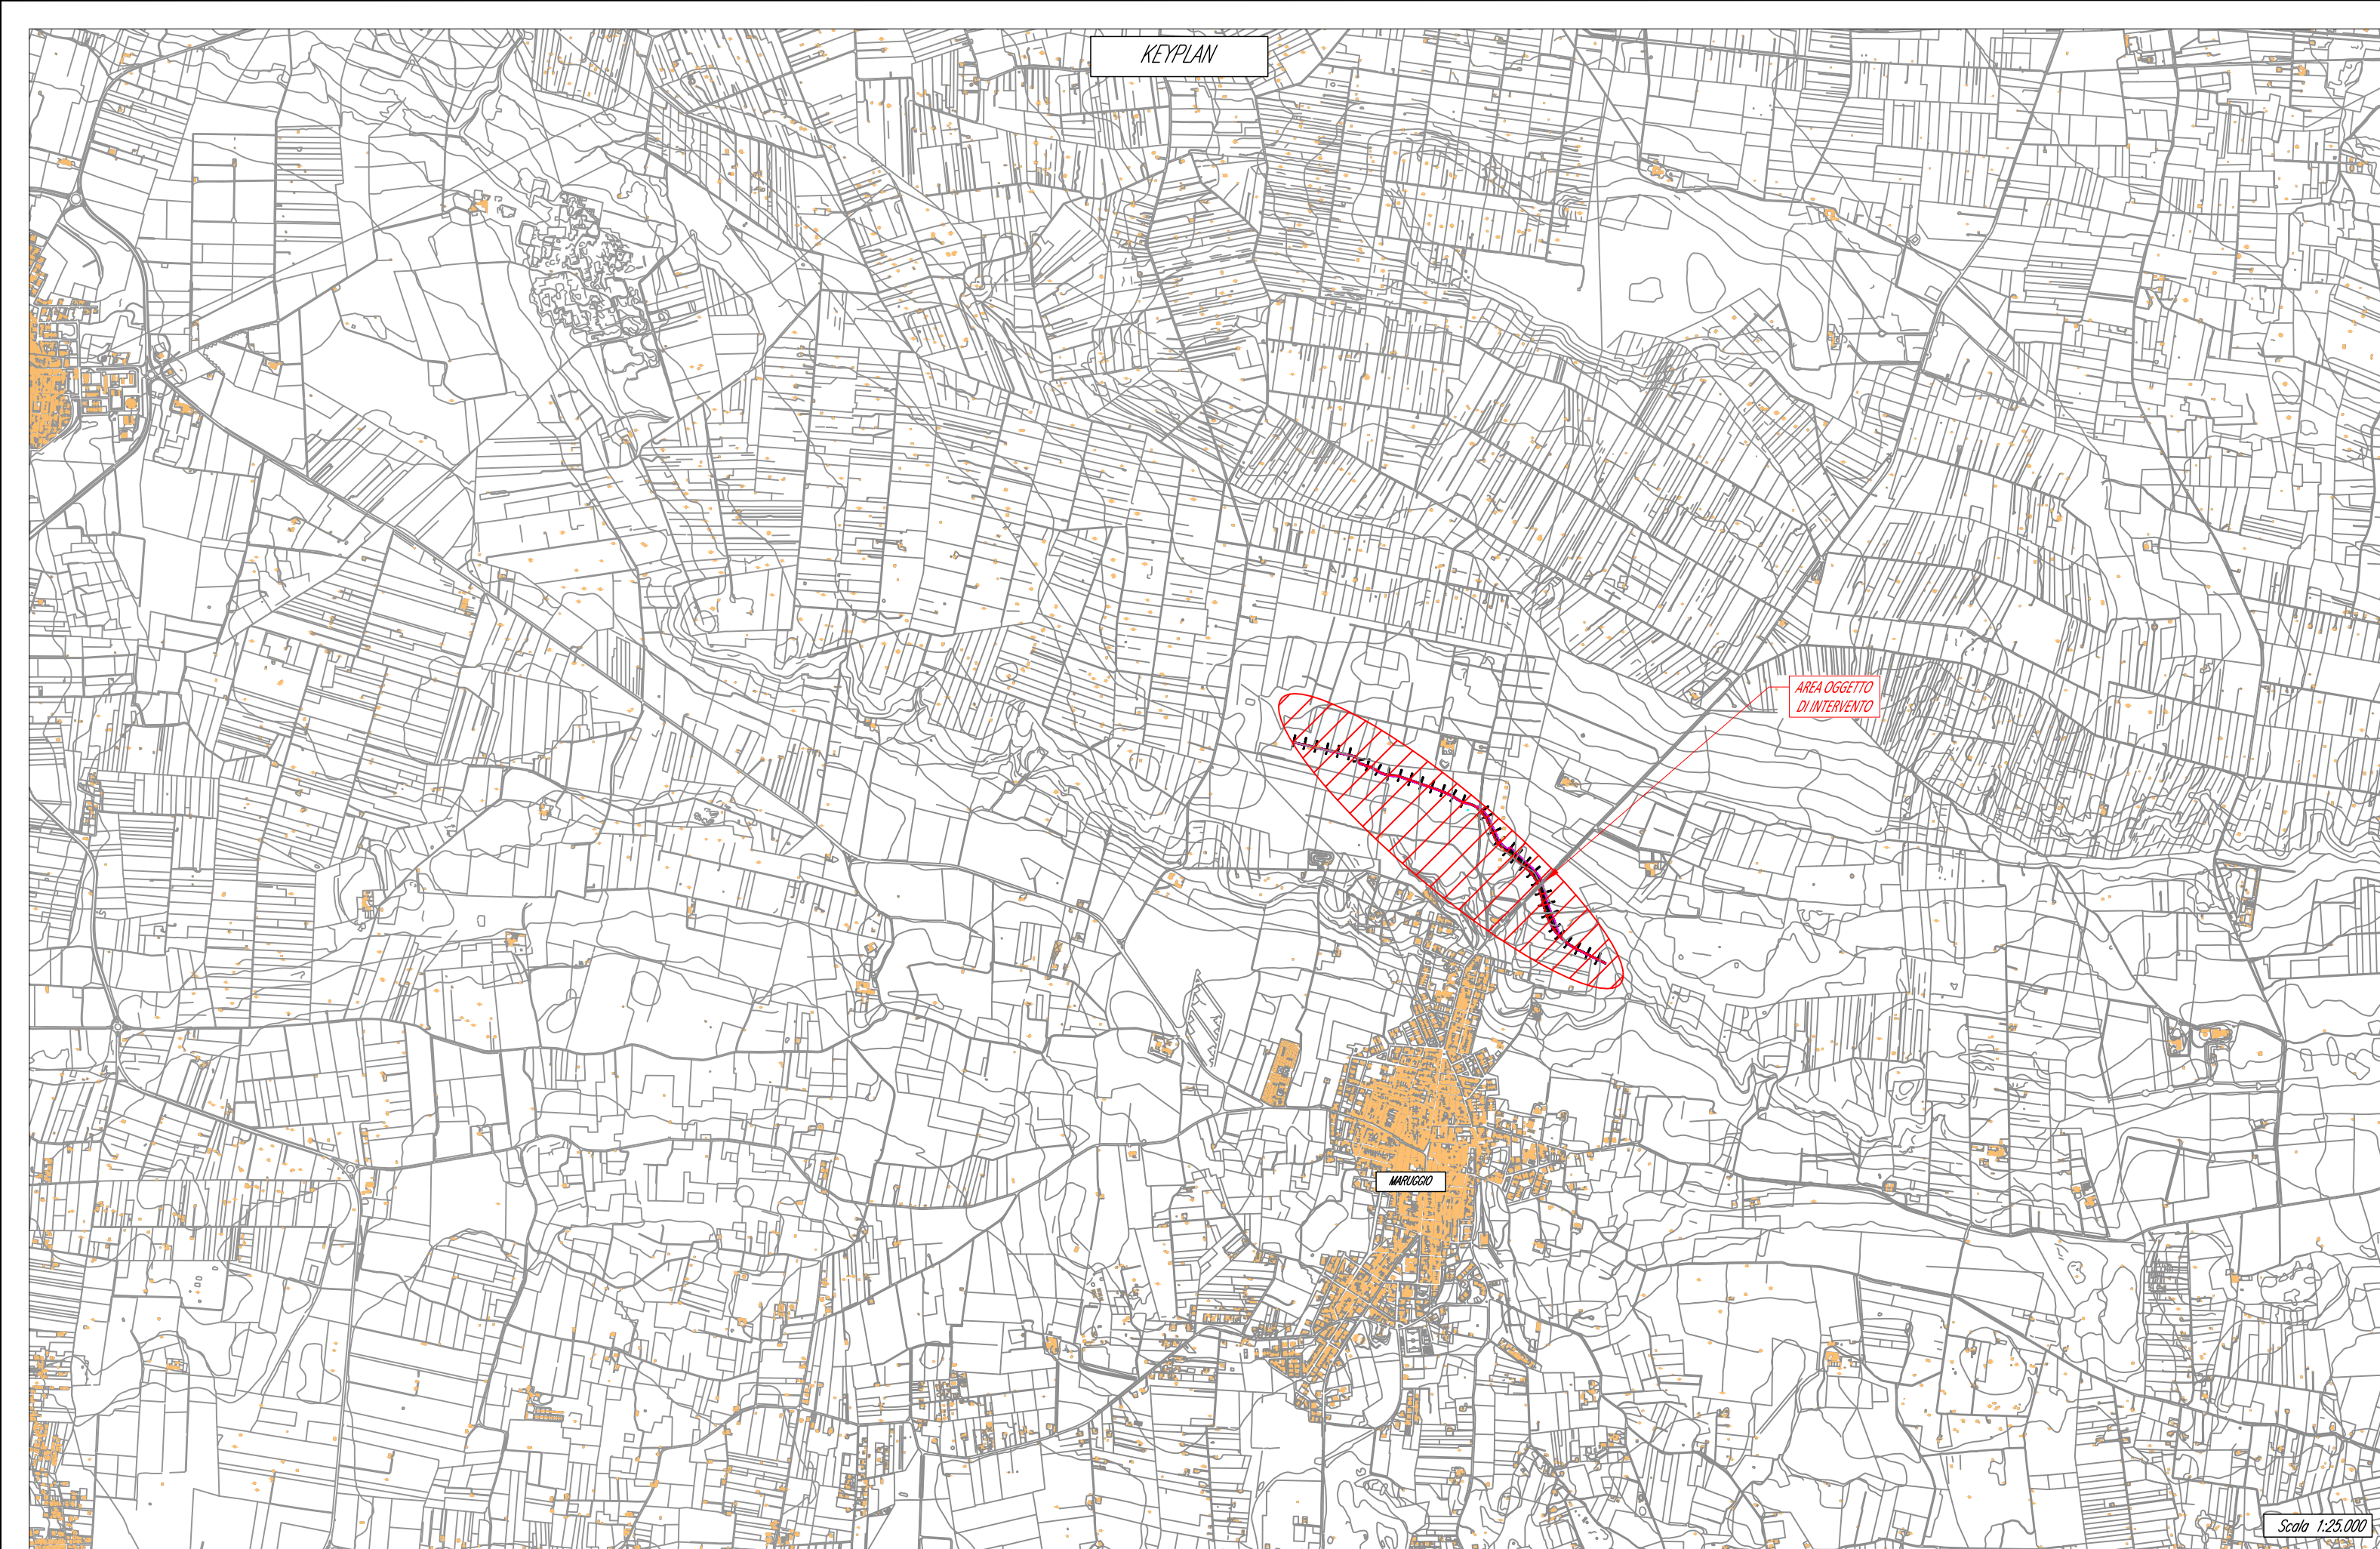 KEYPLAN
AREA OGGETTO
DI INTERVENTO
MARUGGIO
Scala 1:25.000